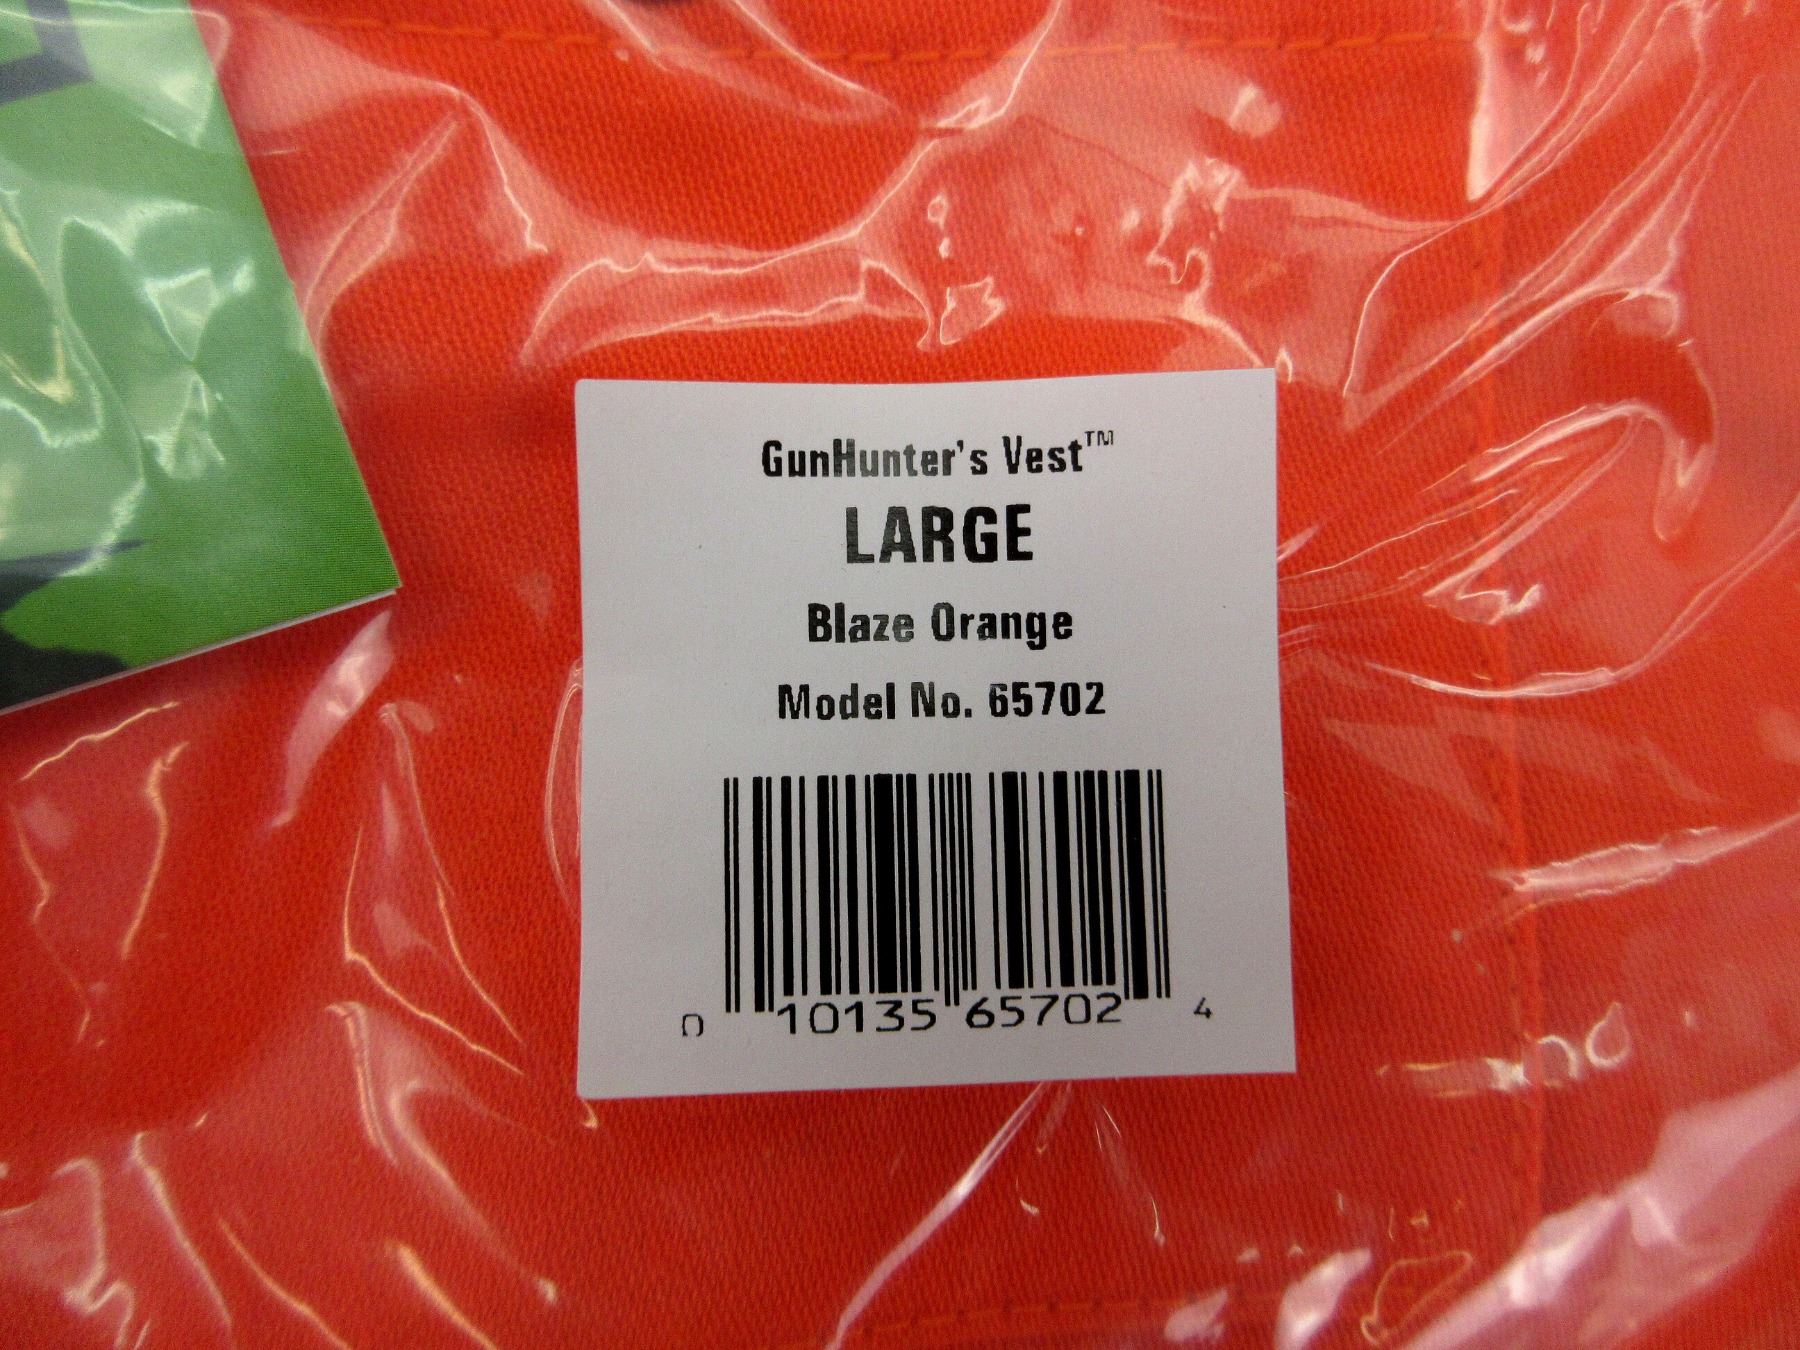 GunHunter's Vest™
LARGE
Blaze Orange
Model No. 65702
0 10135 65702 4